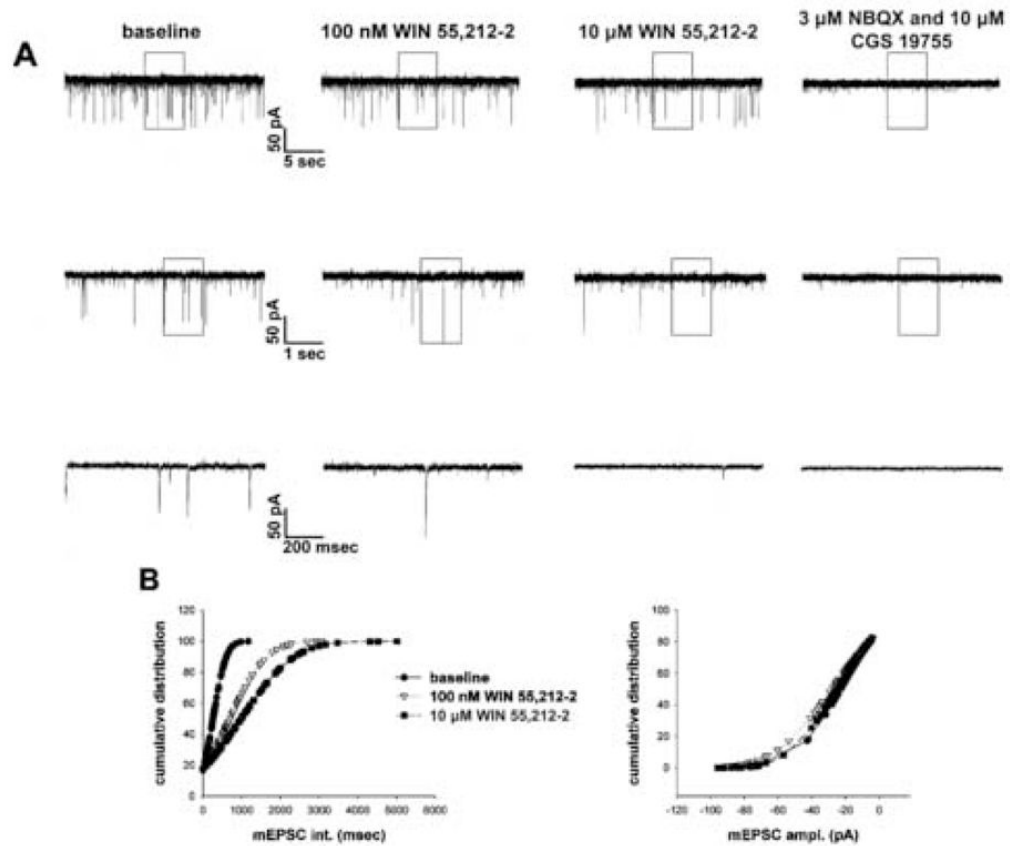 A
baseline
100 nM WIN 55,212-2
10 µM WIN 55,212-2
3 µM NBQX and 10 µM
CGS 19755
50 pA
5 sec
50 pA
1 sec
50 pA
200 msec
B
cumulative distribution
120
100
80
60
40
20
0
0
1000
2000
3000
4000
5000
6000
mEPSC int. (msec)
baseline
100 nM WIN 55,212-2
10 µM WIN 55,212-2
cumulative distribution
100
80
60
40
20
0
-120
-100
-80
-60
-40
-20
0
mEPSC ampl. (pA)